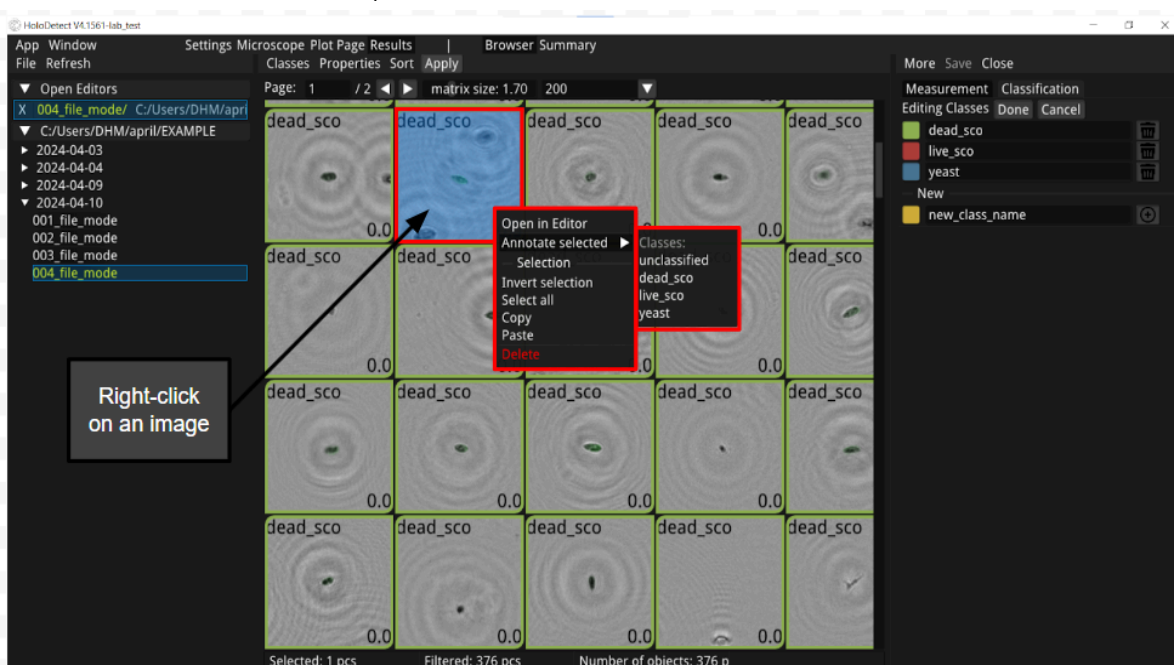 HoloDetect V4.1561-lab_test
App Window Settings Microscope Plot Page Results | Browser Summary
File Refresh Classes Properties Sort Apply More Save Close
Open Editors
X 004_file_mode/ C:/Users/DHM/apri
C:/Users/DHM/april/EXAMPLE
2024-04-03
2024-04-04
2024-04-09
2024-04-10
001_file_mode
002_file_mode
003_file_mode
004_file_mode
Right-click
on an image
Page: 1 / 2 matrix size: 1.70 200
dead_sco dead_sco dead_sco dead_sco dead_sco
0.0 0.0
Open in Editor
Annotate selected
Selection
Invert selection
Select all
Copy
Paste
Delete
Classes:
unclassified
dead_sco
live_sco
yeast
dead_sco dead_sco dead_sco
0.0 0.0 0.0
dead_sco dead_sco dead_sco dead_sco dead_sco
0.0 0.0 0.0 0.0
dead_sco dead_sco dead_sco dead_sco dead_sco
0.0 0.0 0.0 0.0
Selected: 1 pcs Filtered: 376 pcs Number of objects: 376 p
Measurement Classification
Editing Classes Done Cancel
dead_sco
live_sco
yeast
New
new_class_name